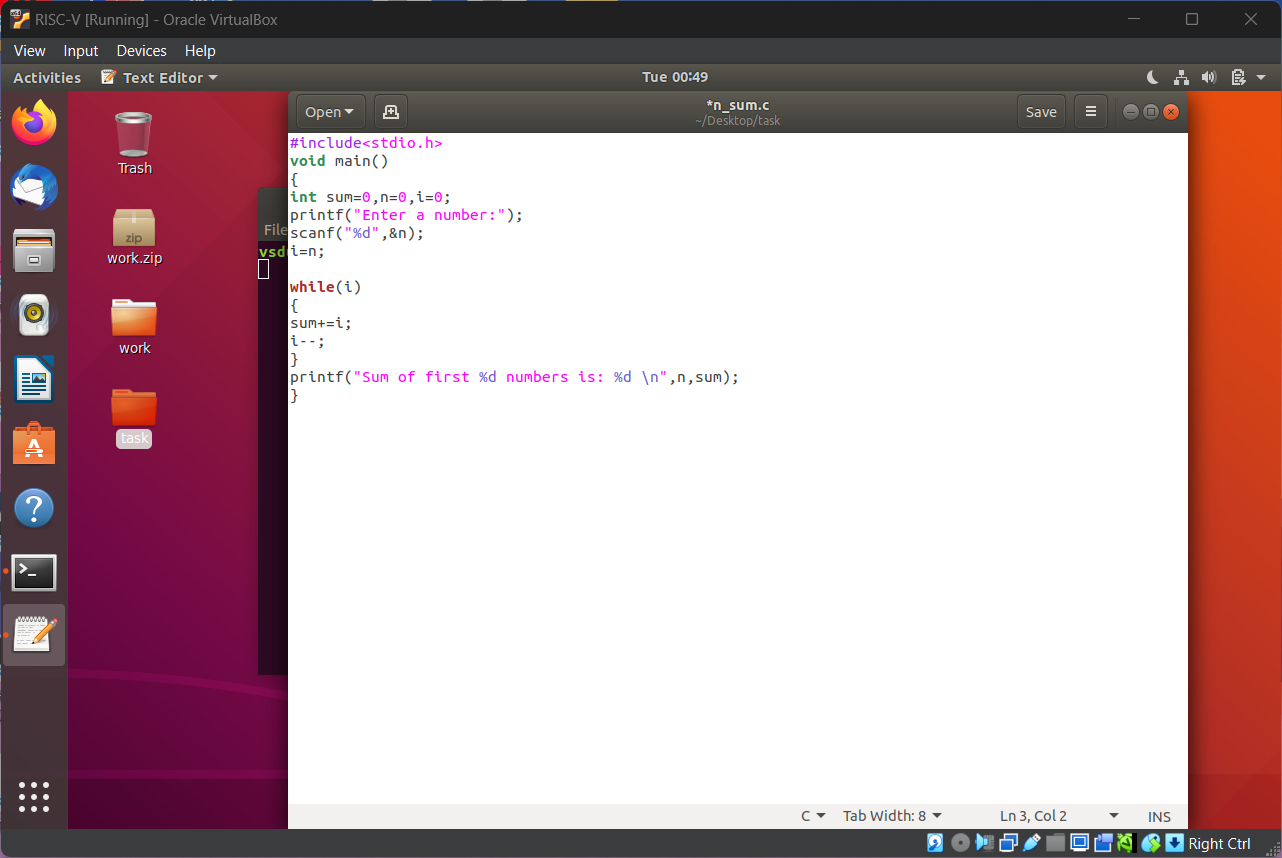 RISC-V [Running] - Oracle VirtualBox
View Input Devices Help
Activities Text Editor Tue 00:49
Trash
zip
work.zip
work
task
File
vsd
Open
*n_sum.c
~/Desktop/task
Save
#include<stdio.h>
void main()
{
int sum=0,n=0,i=0;
printf("Enter a number:");
scanf("%d",&n);
i=n;
while(i)
{
sum+=i;
i--;
}
printf("Sum of first %d numbers is: %d \n",n,sum);
}
C Tab Width: 8 Ln 3, Col 2 INS
Right Ctrl